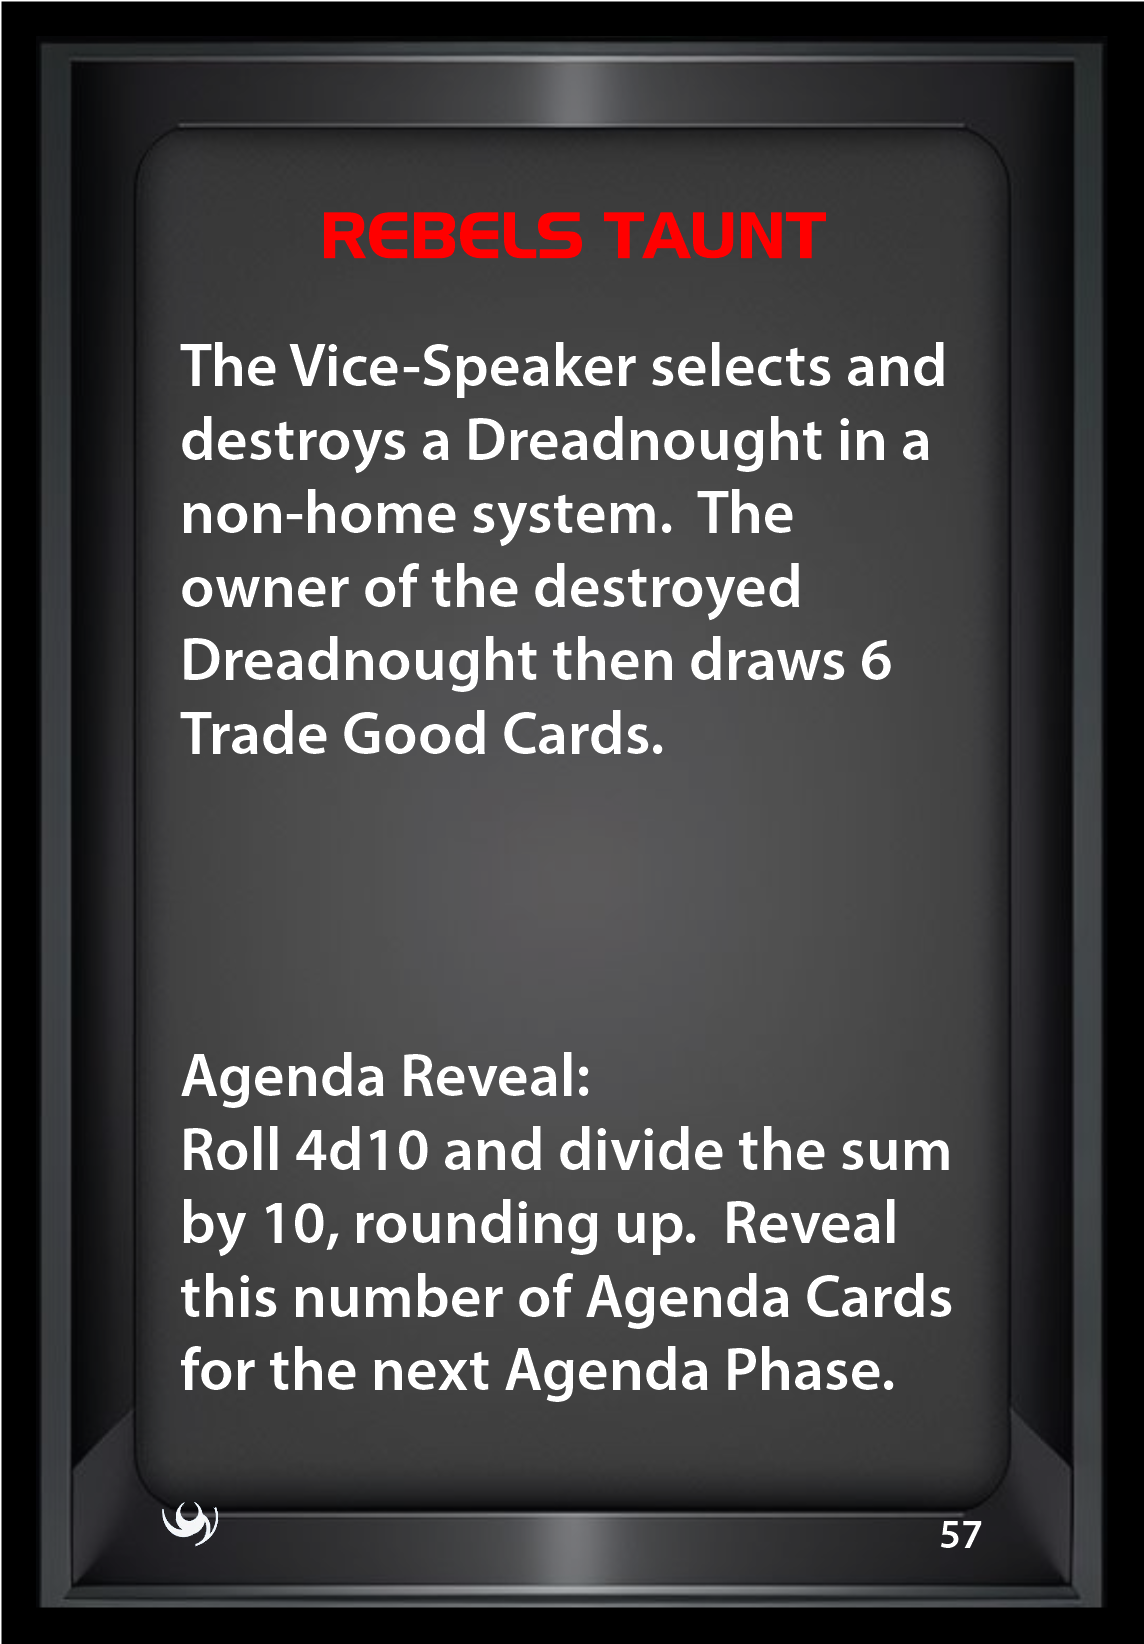 REBELS TAUNT
The Vice-Speaker selects and
destroys a Dreadnought in a
non-home system.  The
owner of the destroyed
Dreadnought then draws 6
Trade Good Cards.
Agenda Reveal:
Roll 4d10 and divide the sum
by 10, rounding up.  Reveal
this number of Agenda Cards
for the next Agenda Phase.
57